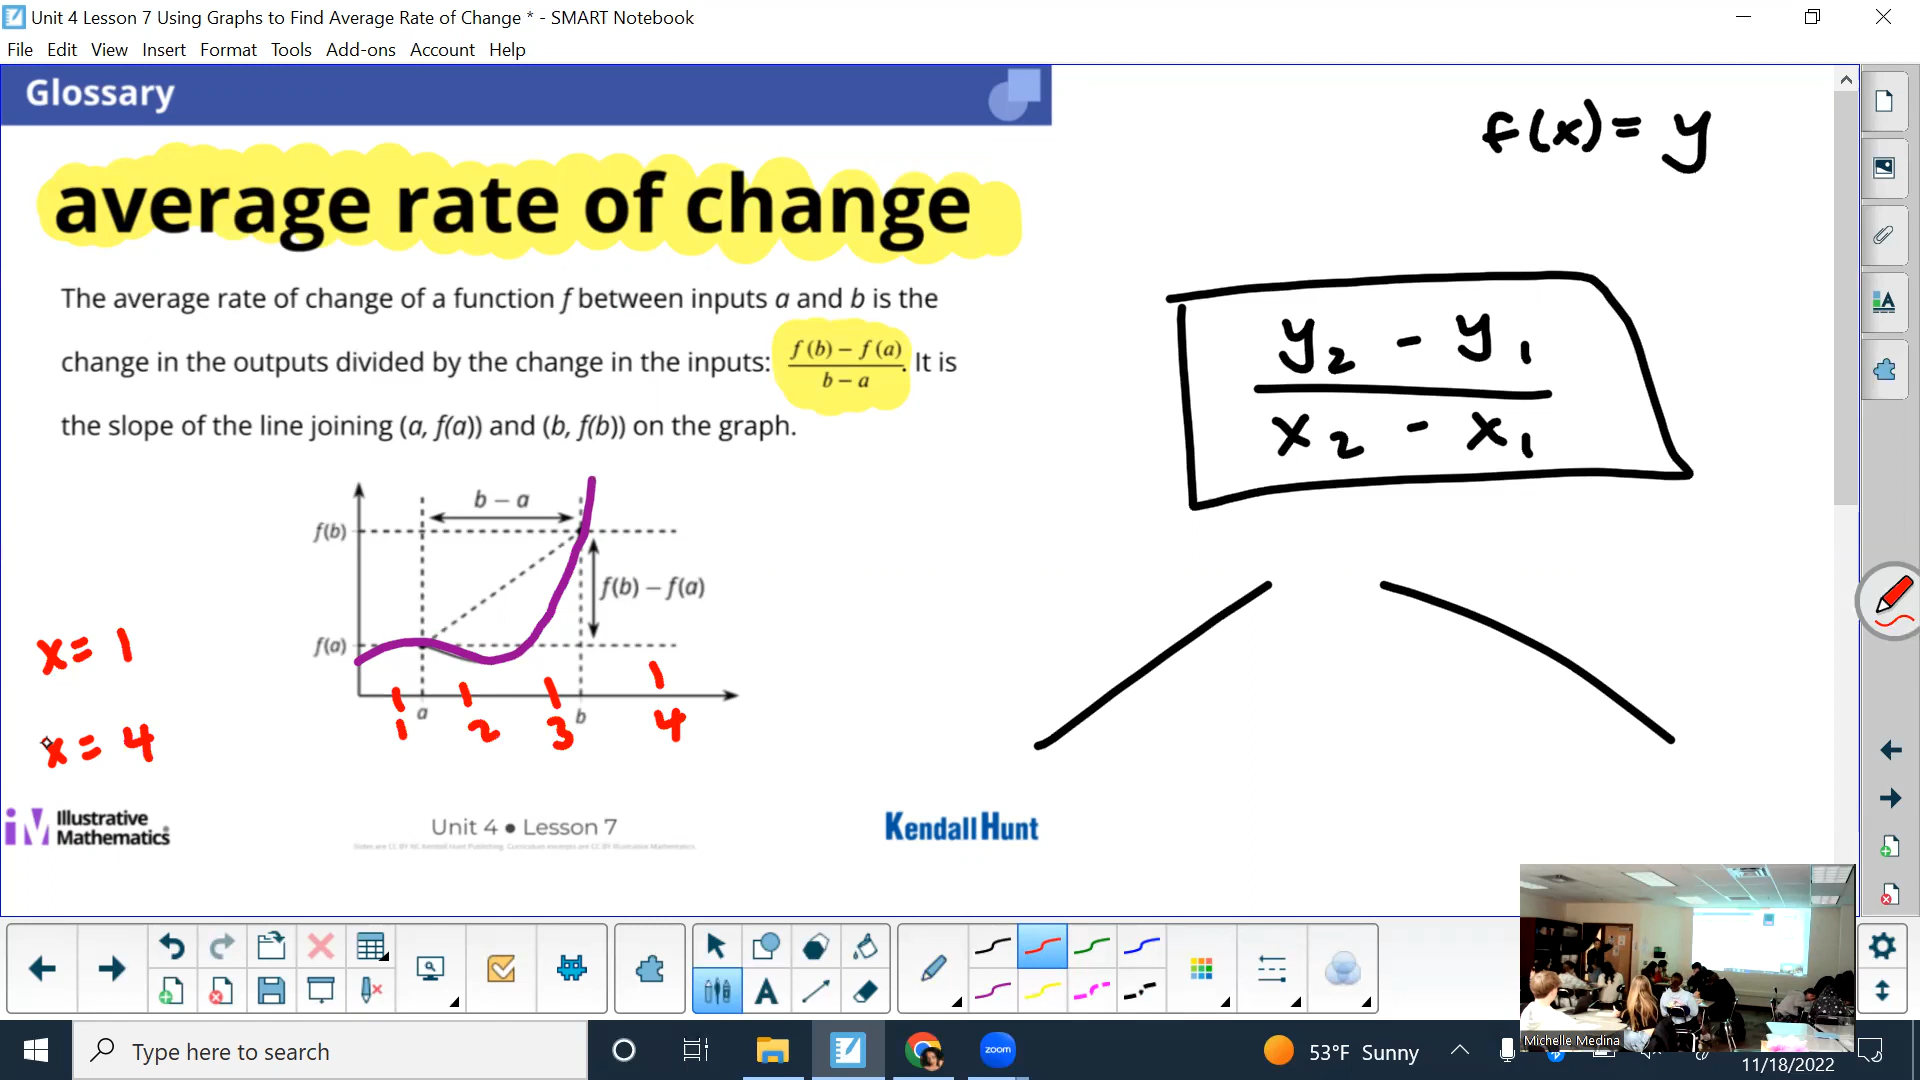 Unit 4 Lesson 7 Using Graphs to Find Average Rate of Change * - SMART Notebook
File Edit View Insert Format Tools Add-ons Account Help
Glossary
f(x) = y
average rate of change
The average rate of change of a function f between inputs a and b is the
change in the outputs divided by the change in the inputs: f(b) – f(a) / b – a. It is
the slope of the line joining (a, f(a)) and (b, f(b)) on the graph.
y₂ - y₁
x₂ - x₁
b – a
f(b)
f(b) – f(a)
f(a)
a
b
1 2 3 4
x = 1
x = 4
Illustrative
Mathematics
Unit 4 • Lesson 7
Kendall Hunt
Michelle Medina
Type here to search
zoom
53°F Sunny
11/18/2022